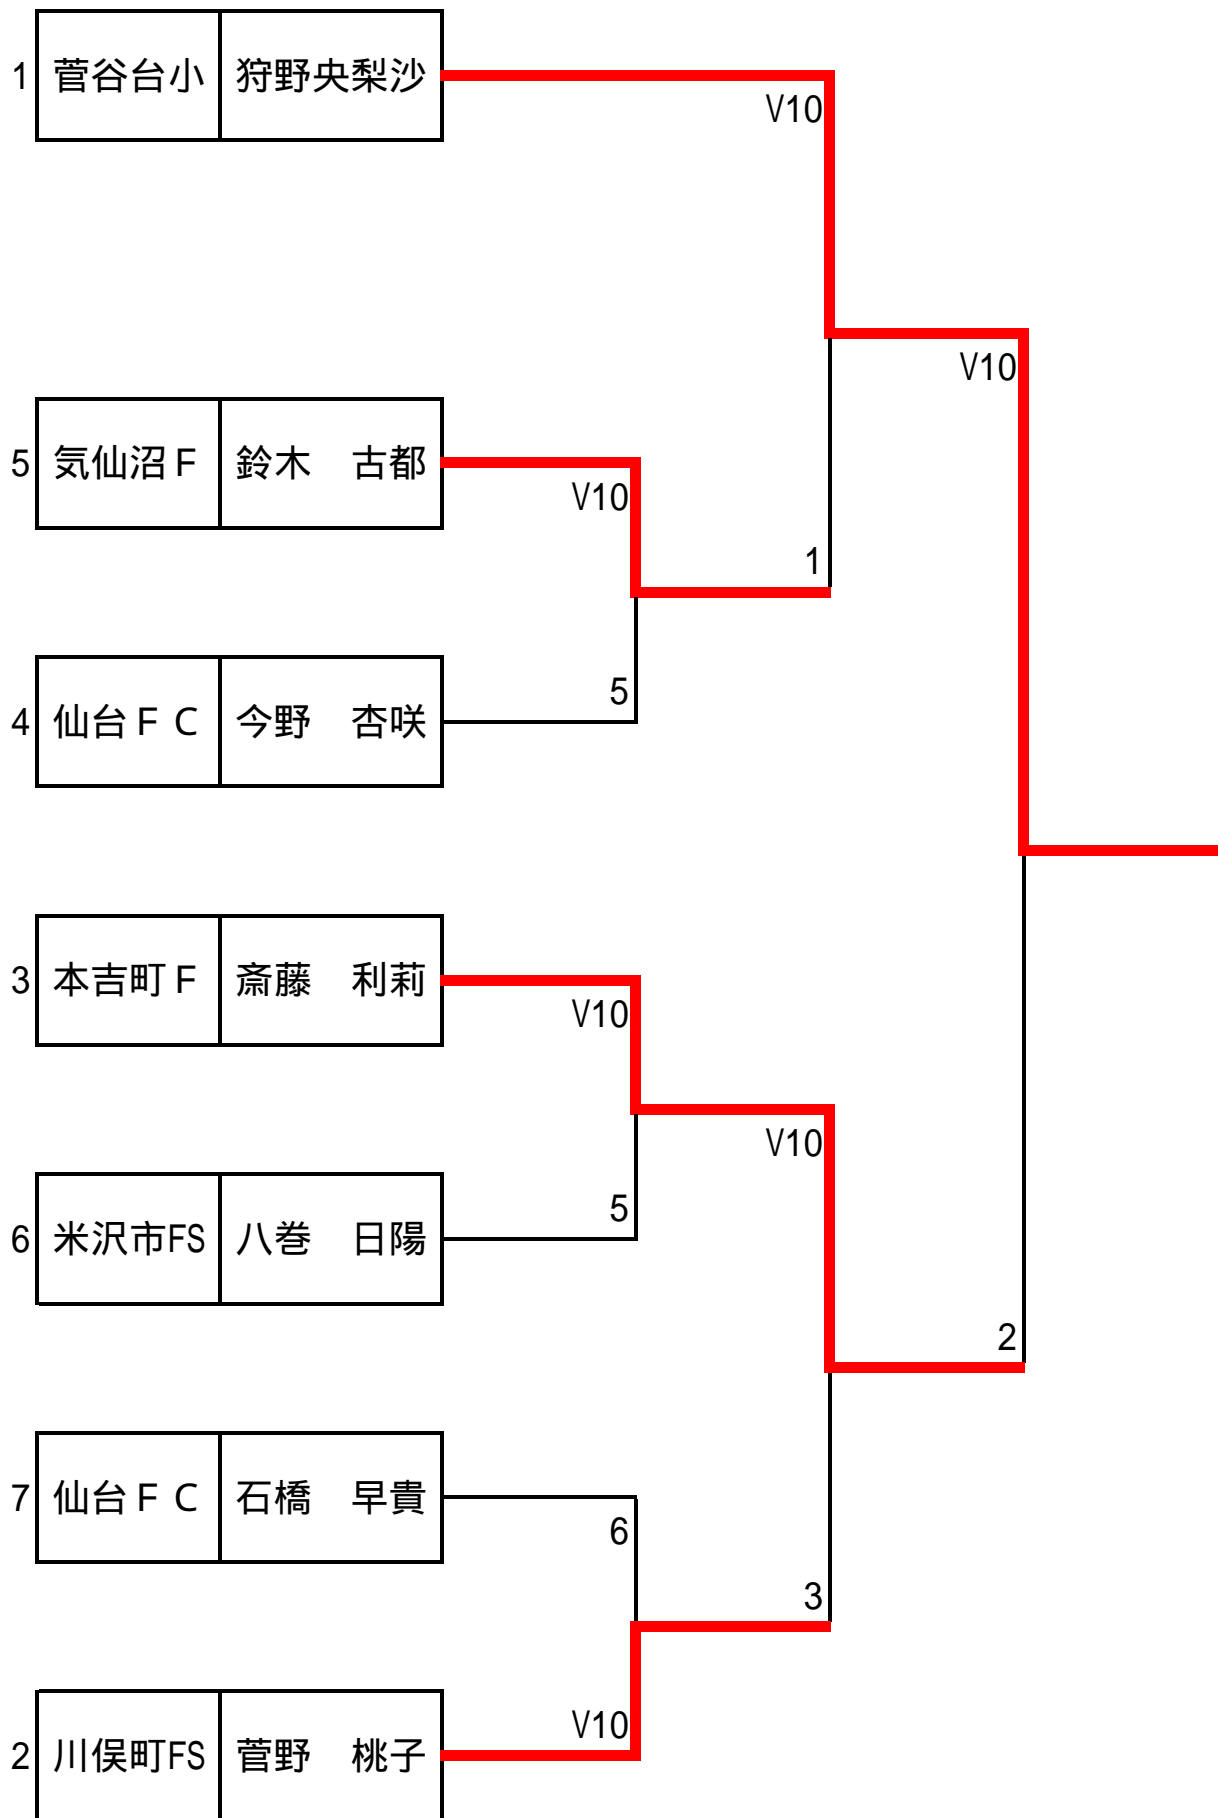 1 菅谷台小 狩野央梨沙
V10
V10
5 気仙沼Ｆ 鈴木　古都
V10
1
5
4 仙台ＦＣ 今野　杏咲
3 本吉町Ｆ 斎藤　利莉
V10
V10
5
6 米沢市FS 八巻　日陽
2
7 仙台ＦＣ 石橋　早貴
6
3
V10
2 川俣町FS 菅野　桃子